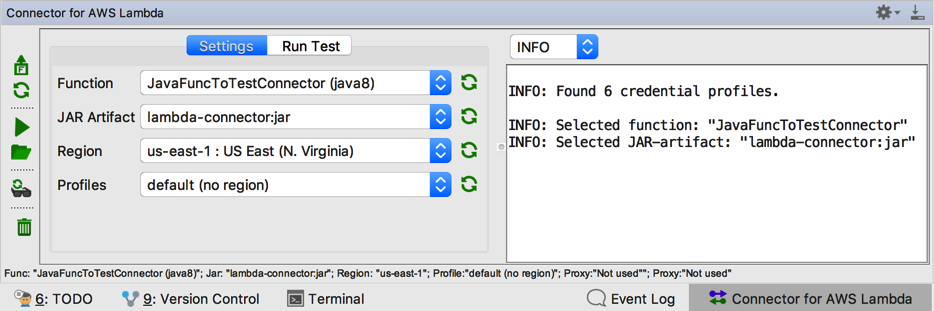 Connector for AWS Lambda
Settings
Run Test
Function
JavaFuncToTestConnector (java8)
JAR Artifact
lambda-connector:jar
Region
us-east-1 : US East (N. Virginia)
Profiles
default (no region)
INFO
INFO: Found 6 credential profiles.
INFO: Selected function: "JavaFuncToTestConnector"
INFO: Selected JAR-artifact: "lambda-connector:jar"
Func: "JavaFuncToTestConnector (java8)"; Jar: "lambda-connector:jar"; Region: "us-east-1"; Profile:"default (no region)"; Proxy:"Not used""; Proxy:"Not used"
6: TODO
9: Version Control
Terminal
Event Log
Connector for AWS Lambda